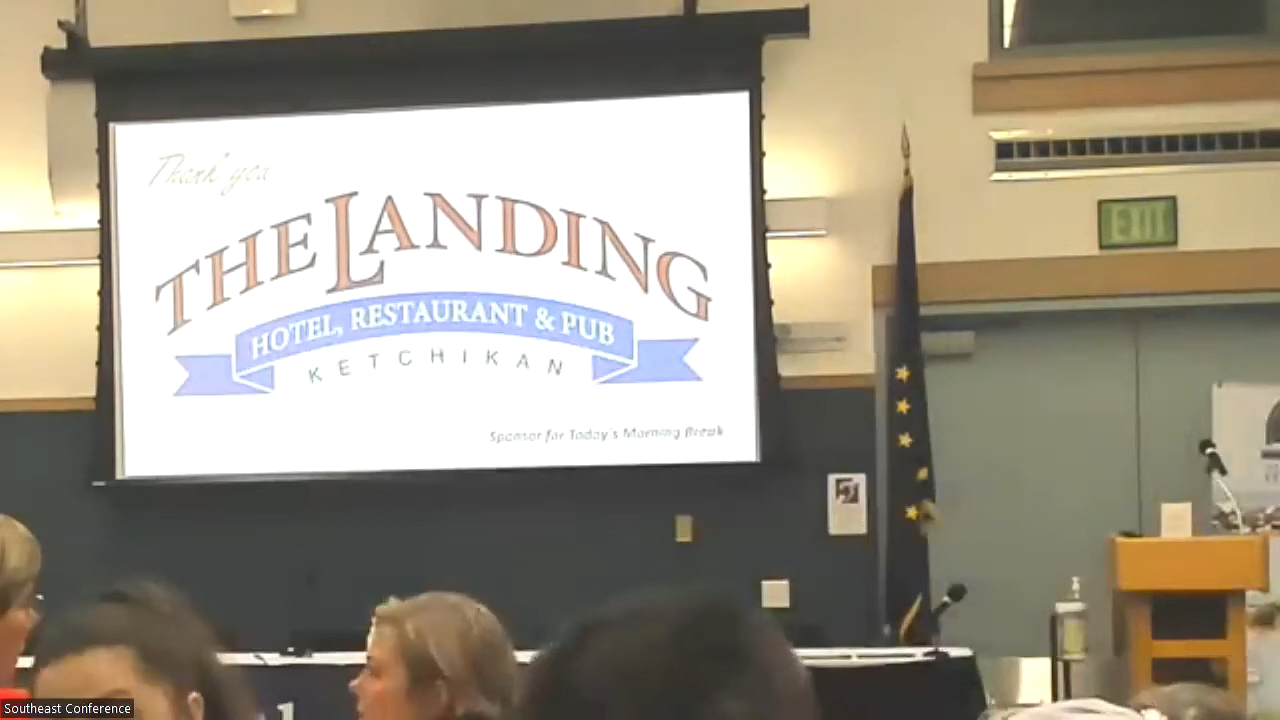 Thank you
THE LANDING
HOTEL, RESTAURANT & PUB
KETCHIKAN
Sponsor for Today's Morning Break
EXIT
Southeast Conference